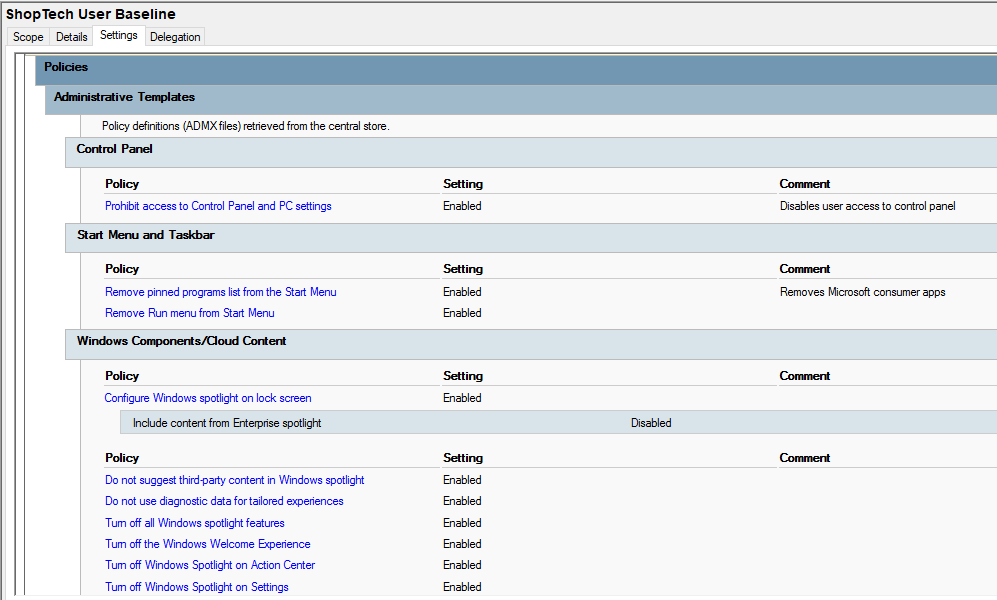 ShopTech User Baseline
Scope Details Settings Delegation
Policies
Administrative Templates
Policy definitions (ADMX files) retrieved from the central store.
Control Panel
Policy Setting Comment
Prohibit access to Control Panel and PC settings Enabled Disables user access to control panel
Start Menu and Taskbar
Policy Setting Comment
Remove pinned programs list from the Start Menu Enabled Removes Microsoft consumer apps
Remove Run menu from Start Menu Enabled
Windows Components/Cloud Content
Policy Setting Comment
Configure Windows spotlight on lock screen Enabled
Include content from Enterprise spotlight Disabled
Policy Setting Comment
Do not suggest third-party content in Windows spotlight Enabled
Do not use diagnostic data for tailored experiences Enabled
Turn off all Windows spotlight features Enabled
Turn off the Windows Welcome Experience Enabled
Turn off Windows Spotlight on Action Center Enabled
Turn off Windows Spotlight on Settings Enabled